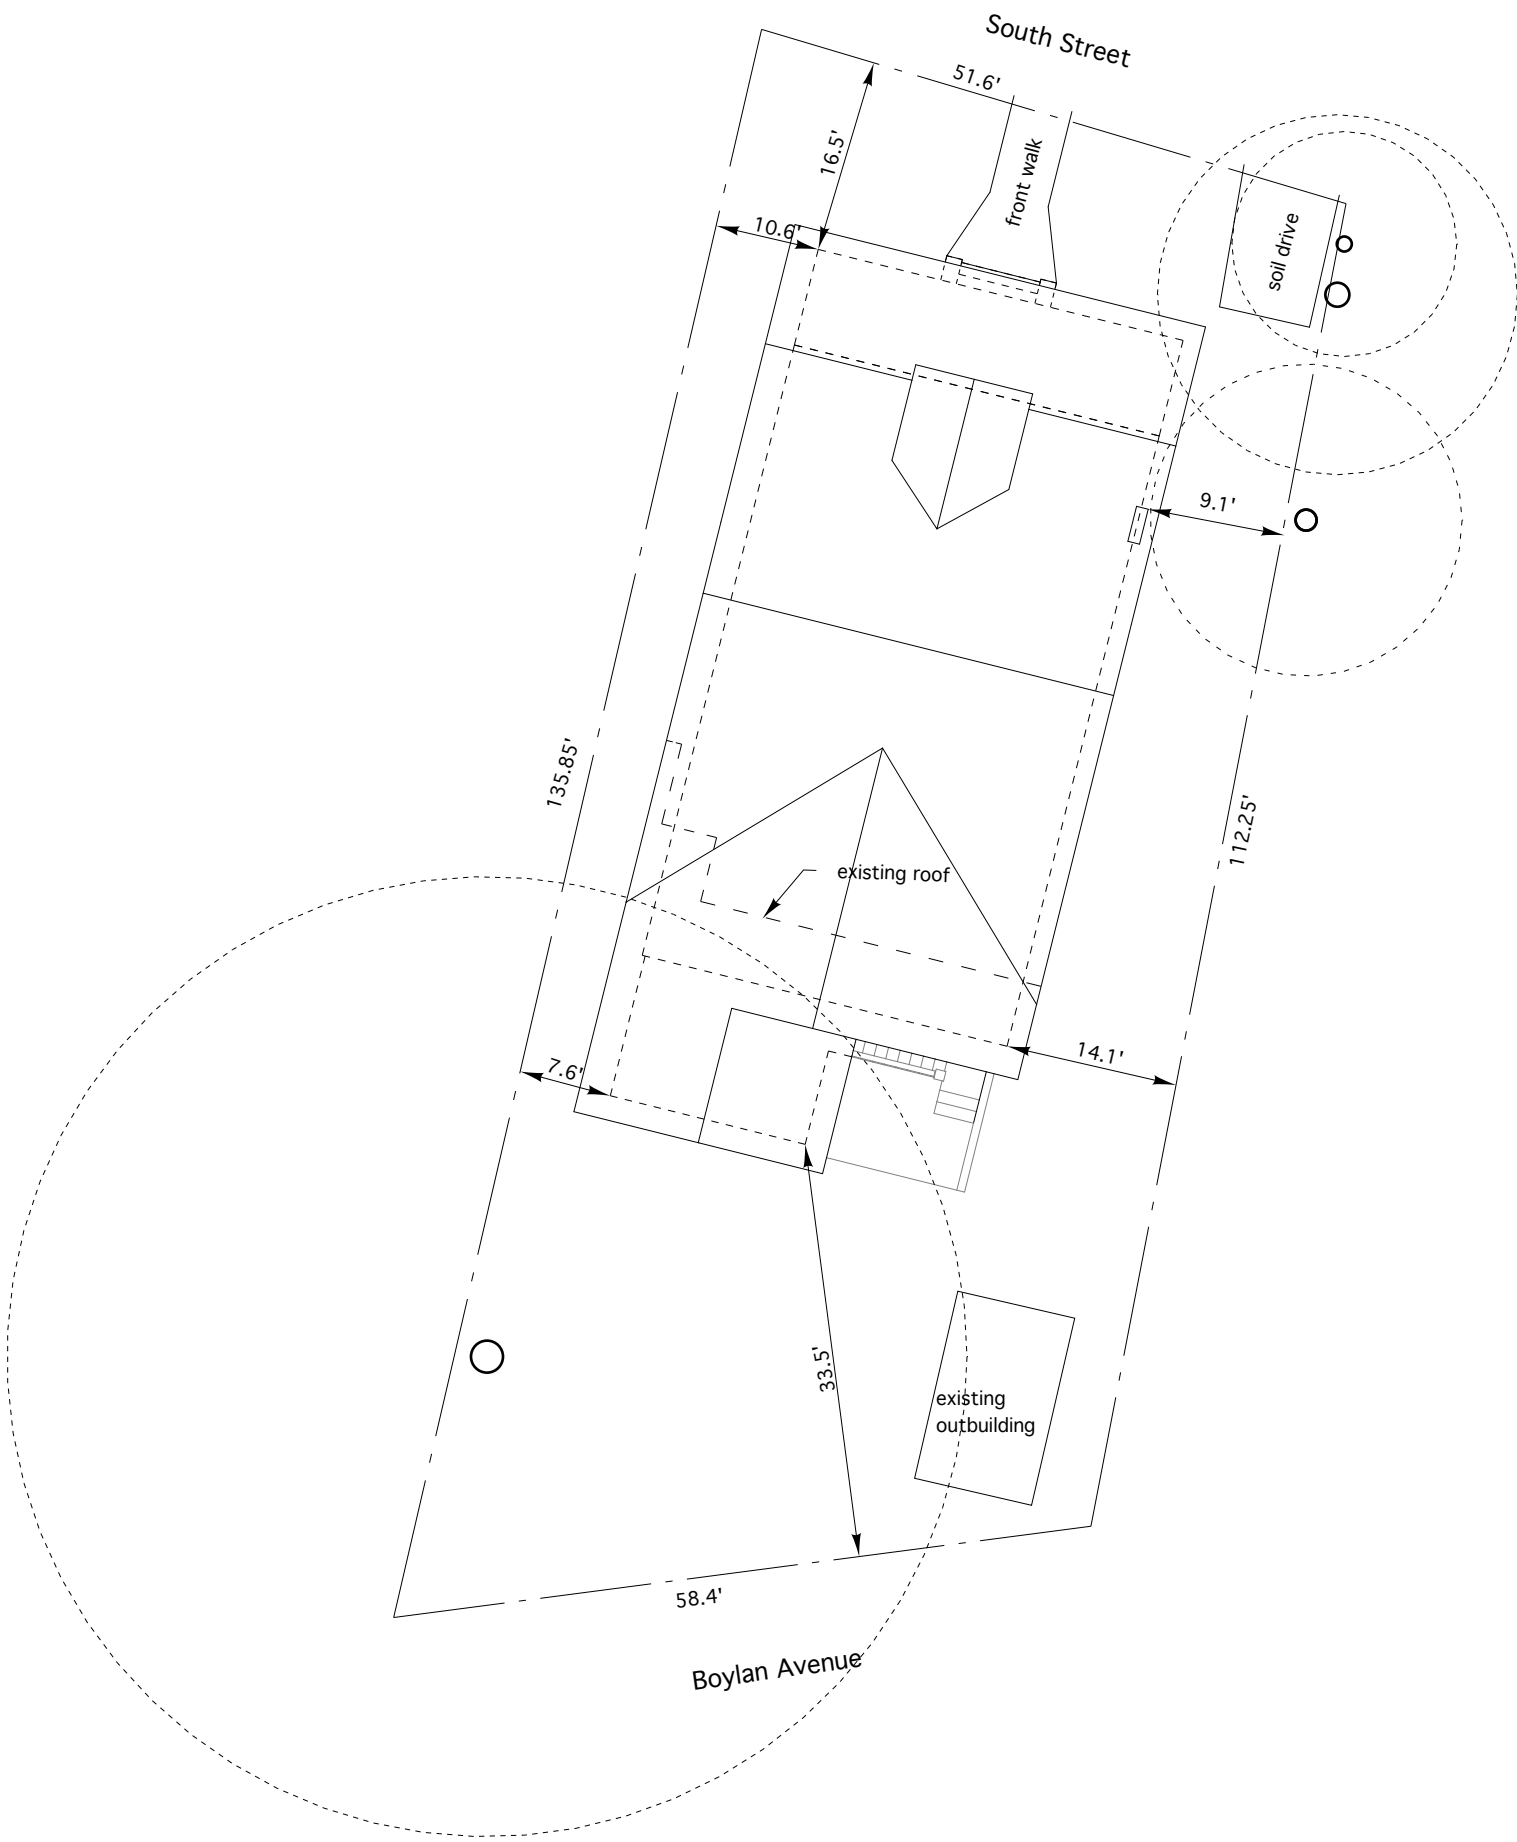 South Street
51.6'
16.5'
front walk
10.6'
soil drive
9.1'
135.85'
112.25'
existing roof
14.1'
7.6'
33.5'
existing
outbuilding
58.4'
Boylan Avenue